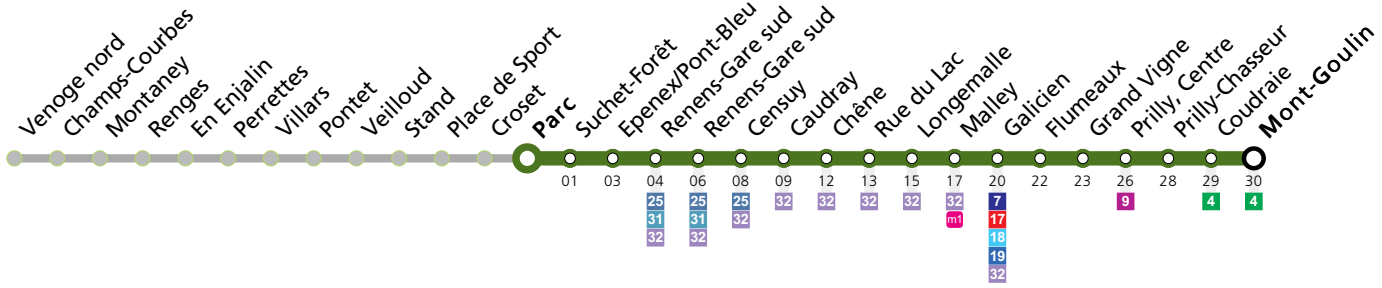 Venoge nord
Champs-Courbes
Montaney
Renges
En Enjalin
Perrettes
Villars
Pontet
Veilloud
Stand
Place de Sport
Croset
Parc
Suchet-Forêt
Epenex/Pont-Bleu
Renens-Gare sud
Renens-Gare sud
Censuy
Caudray
Chêne
Rue du Lac
Longemalle
Malley
Galicien
Flumeaux
Grand Vigne
Prilly, Centre
Prilly-Chasseur
Coudraie
Mont-Goulin
01 03 04 06 08 09 12 13 15 17 20 22 23 26 28 29 30
25 25 25 32 32 32 32 32 7 9 4 4
31 31 32 m1 17
32 32 18
19
32